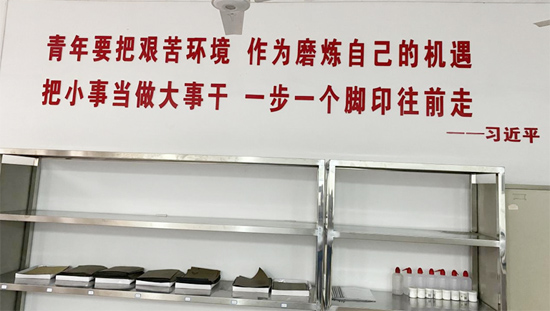 青年要把艰苦环境 作为磨炼自己的机遇
把小事当做大事干 一步一个脚印往前走
——习近平